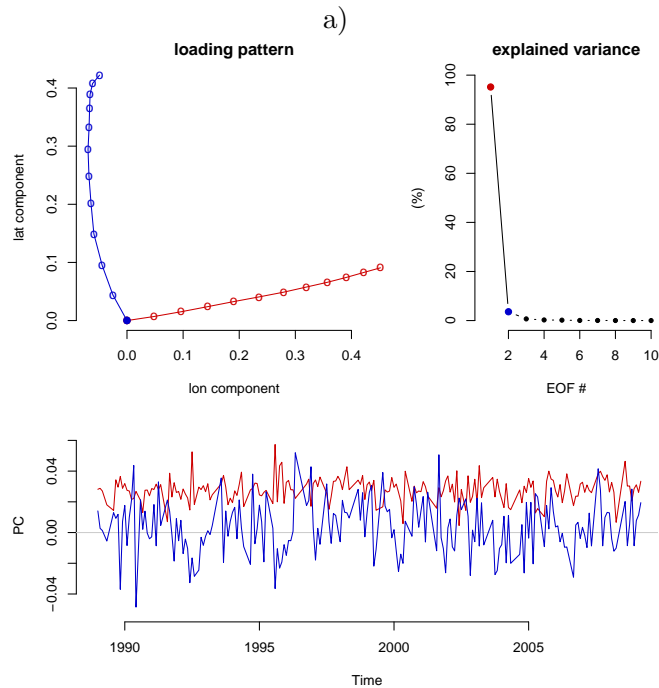 a)
loading pattern
explained variance
lat component
0.0 0.1 0.2 0.3 0.4
0.0 0.1 0.2 0.3 0.4
lon component
(%)
0 20 40 60 80 100
2 4 6 8 10
EOF #
PC
−0.04 0.00 0.04
1990 1995 2000 2005
Time